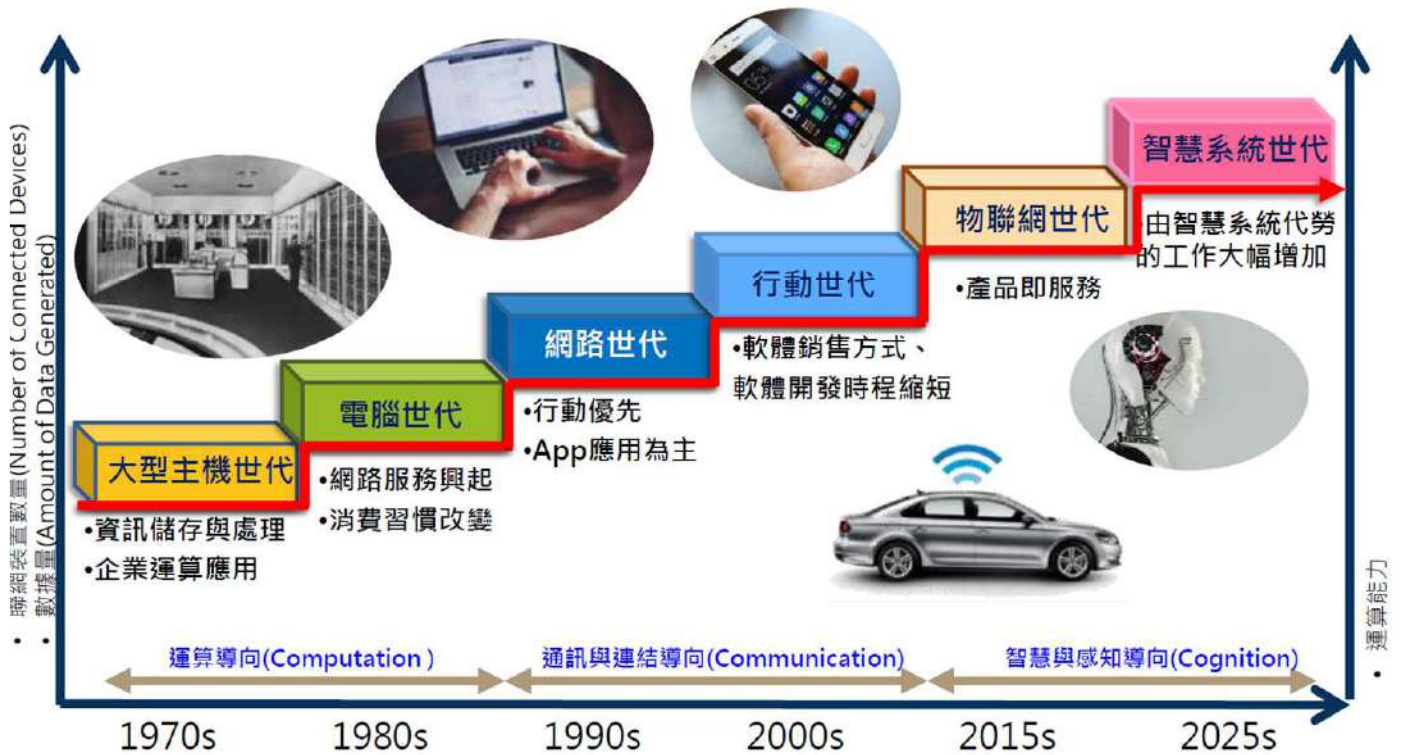 聯網裝置數量(Number of Connected Devices)
數據量(Amount of Data Generated)
大型主機世代
•資訊儲存與處理
•企業運算應用
電腦世代
•網路服務興起
•消費習慣改變
網路世代
•行動優先
•App應用為主
行動世代
•軟體銷售方式、
軟體開發時程縮短
物聯網世代
•產品即服務
智慧系統世代
•由智慧系統代勞
的工作大幅增加
運算能力
運算導向(Computation )
通訊與連結導向(Communication)
智慧與感知導向(Cognition)
1970s
1980s
1990s
2000s
2015s
2025s